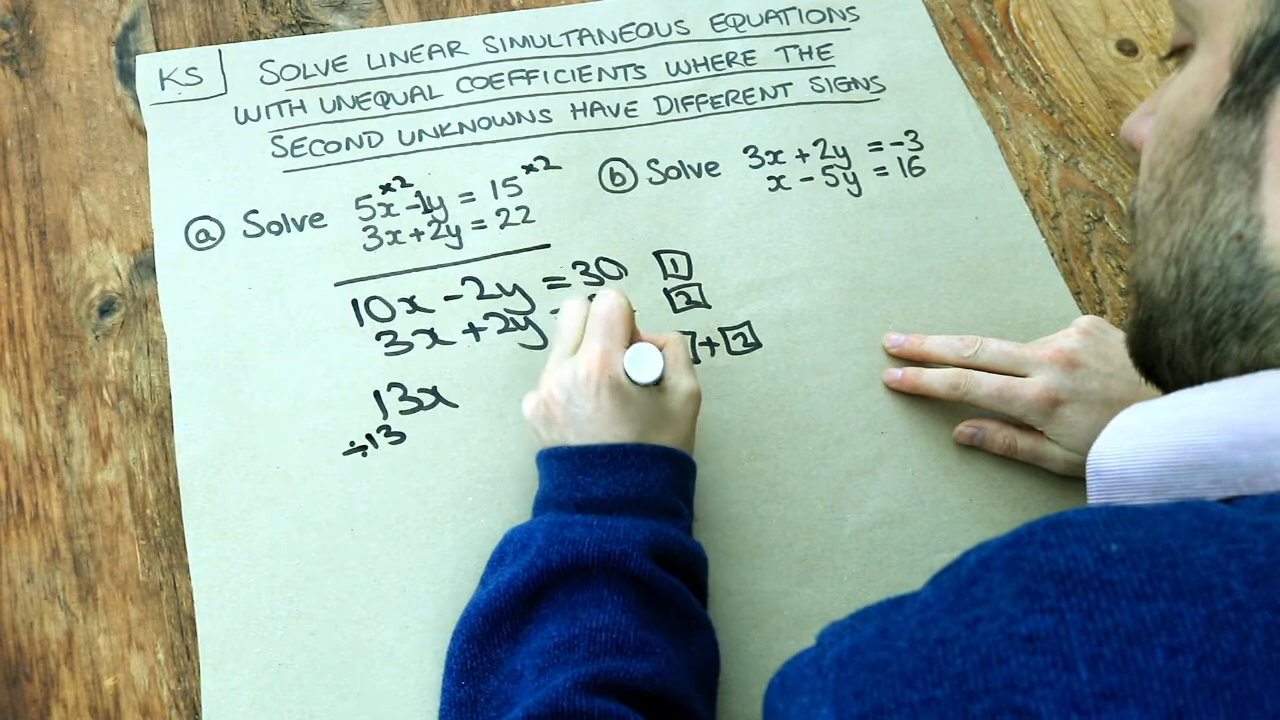 KS
SOLVE LINEAR SIMULTANEOUS EQUATIONS
WITH UNEQUAL COEFFICIENTS WHERE THE
SECOND UNKNOWNS HAVE DIFFERENT SIGNS
ⓐ Solve 5x^×2 -1y = 15^×2
3x+2y = 22
ⓑ Solve 3x + 2y = -3
x - 5y = 16
10x - 2y = 30 1
3x + 2y = 2
+ 2
13x
÷13